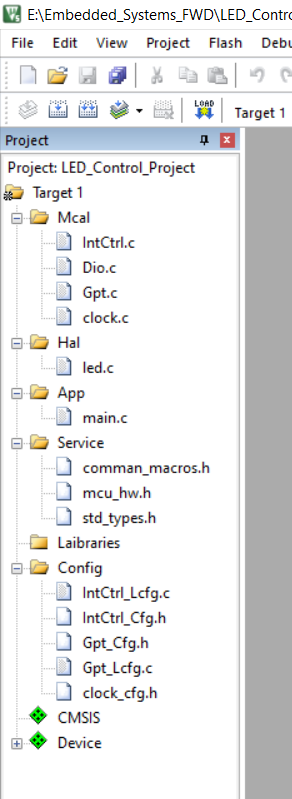 E:\Embedded_Systems_FWD\LED_Contro
File Edit View Project Flash Debu
LOAD Target 1
Project
Project: LED_Control_Project
Target 1
Mcal
IntCtrl.c
Dio.c
Gpt.c
clock.c
Hal
led.c
App
main.c
Service
comman_macros.h
mcu_hw.h
std_types.h
Laibraries
Config
IntCtrl_Lcfg.c
IntCtrl_Cfg.h
Gpt_Cfg.h
Gpt_Lcfg.c
clock_cfg.h
CMSIS
Device